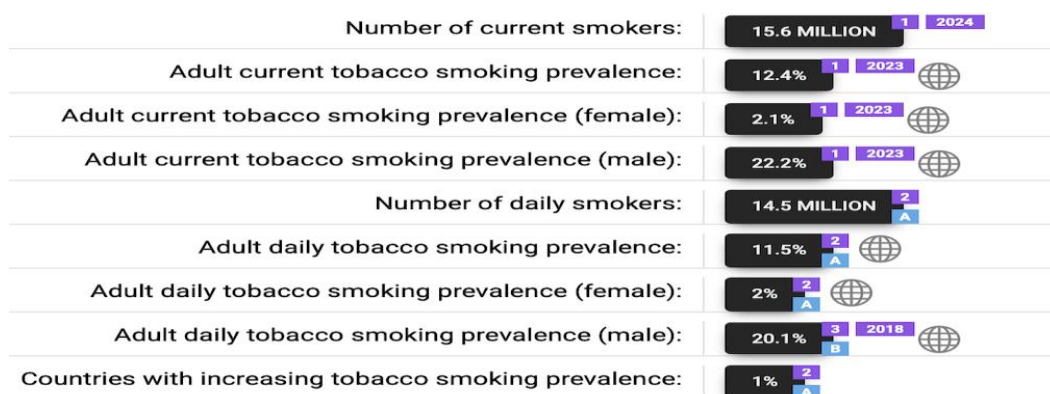 Number of current smokers: 15.6 MILLION 1 2024
Adult current tobacco smoking prevalence: 12.4% 1 2023
Adult current tobacco smoking prevalence (female): 2.1% 1 2023
Adult current tobacco smoking prevalence (male): 22.2% 1 2023
Number of daily smokers: 14.5 MILLION 2 A
Adult daily tobacco smoking prevalence: 11.5% 2 A
Adult daily tobacco smoking prevalence (female): 2% 2 A
Adult daily tobacco smoking prevalence (male): 20.1% 3 2018 B
Countries with increasing tobacco smoking prevalence: 1% 2 A